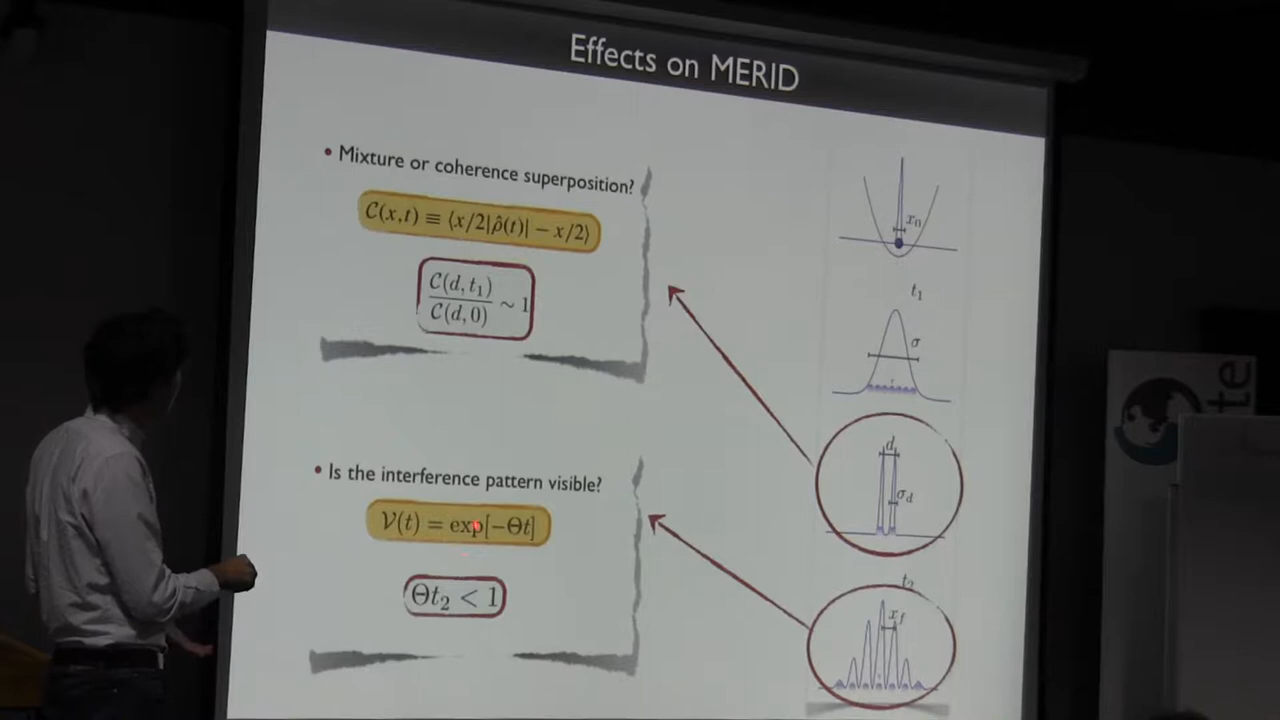 Effects on MERID
• Mixture or coherence superposition?
C(x,t) ≡ ⟨x/2|ρ̂(t)| − x/2⟩
C(d,t₁)
C(d,0)
~ 1
• Is the interference pattern visible?
V(t) = exp[−Θt]
Θt₂ < 1
x₀
t₁
σ
d
σ_d
t₂
x_f
te